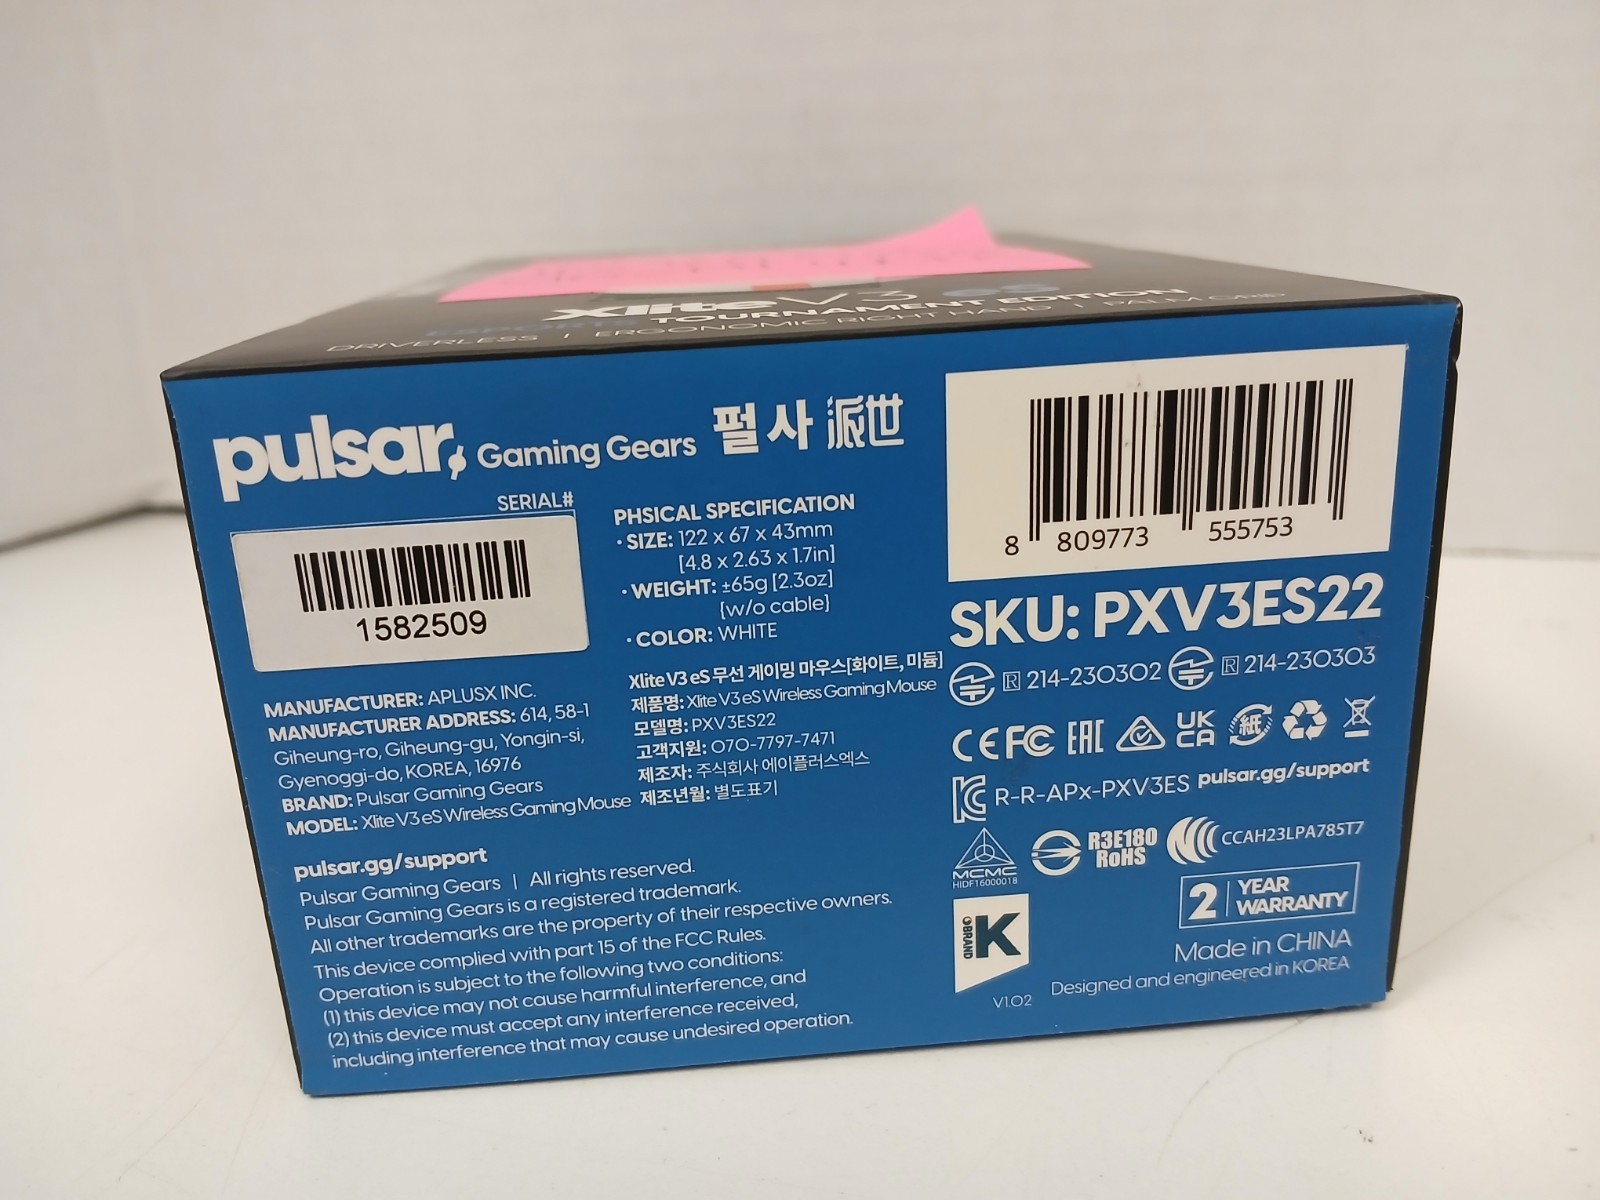 Xlite V3 eS
ESPORTS TOURNAMENT EDITION
DRIVERLESS | ERGONOMIC RIGHT HAND | PALM GRIP
pulsar Gaming Gears 펄사 派世
SERIAL#
1582509
MANUFACTURER: APLUSX INC.
MANUFACTURER ADDRESS: 614, 58-1
Giheung-ro, Giheung-gu, Yongin-si,
Gyenoggi-do, KOREA, 16976
BRAND: Pulsar Gaming Gears
MODEL: Xlite V3 eS Wireless Gaming Mouse
PHSICAL SPECIFICATION
· SIZE: 122 x 67 x 43mm
[4.8 x 2.63 x 1.7in]
· WEIGHT: ±65g [2.3oz]
[w/o cable}
· COLOR: WHITE
Xlite V3 eS 무선 게이밍 마우스[화이트, 미듐]
제품명: Xlite V3 eS Wireless Gaming Mouse
모델명: PXV3ES22
고객지원: 070-7797-7471
제조자: 주식회사 에이플러스엑스
제조년월: 별도표기
pulsar.gg/support
Pulsar Gaming Gears | All rights reserved.
Pulsar Gaming Gears is a registered trademark.
All other trademarks are the property of their respective owners.
This device complied with part 15 of the FCC Rules.
Operation is subject to the following two conditions:
(1) this device may not cause harmful interference, and
(2) this device must accept any interference received,
including interference that may cause undesired operation.
8 809773 555753
SKU: PXV3ES22
R 214-230302 R 214-230303
CE FC EAC UK CA 紙
KC R-R-APx-PXV3ES pulsar.gg/support
MCMC
HIDF16000018
R3E180
RoHS
CCAH23LPA785T7
2 YEAR WARRANTY
K BRAND
V1.02
Made in CHINA
Designed and engineered in KOREA